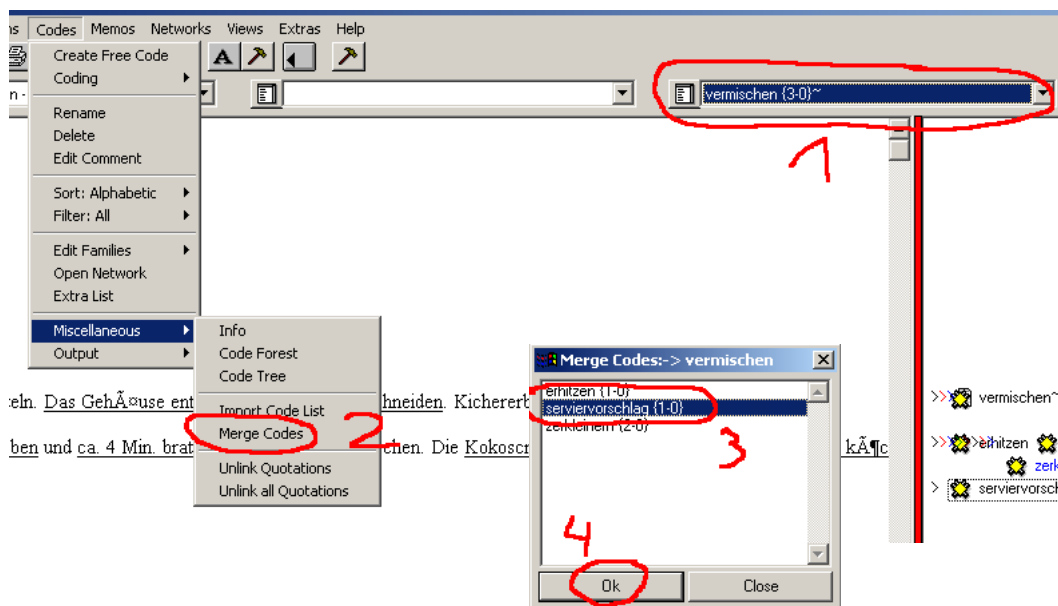 Codes Memos Networks Views Extras Help
A
n -
vermischen {3-0}~
1
Create Free Code
Coding
Rename
Delete
Edit Comment
Sort: Alphabetic
Filter: All
Edit Families
Open Network
Extra List
Miscellaneous
Output
Info
Code Forest
Code Tree
Import Code List
Merge Codes
Unlink Quotations
Unlink all Quotations
2
Merge Codes:-> vermischen
erhitzen {1-0}
serviervorschlag {1-0}
zerkleinern {2-0}
3
4
Ok Close
eln. Das GehÃ¤use ent hneiden. Kichererb
ben und ca. 4 Min. brat chen. Die Kokoscr kÃ¶c
>> vermischen~
>> >erhitzen
zerk
> serviervorsch